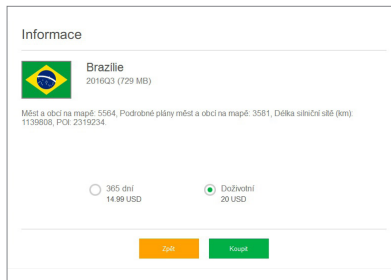 Informace
Brazílie
2016Q3 (729 MB)
Měst a obcí na mapě: 5564, Podrobné plány měst a obcí na mapě: 3581, Délka silniční sítě (km):
1139808, POI: 2319234.
365 dní
14.99 USD
Doživotní
20 USD
Zpět
Koupit